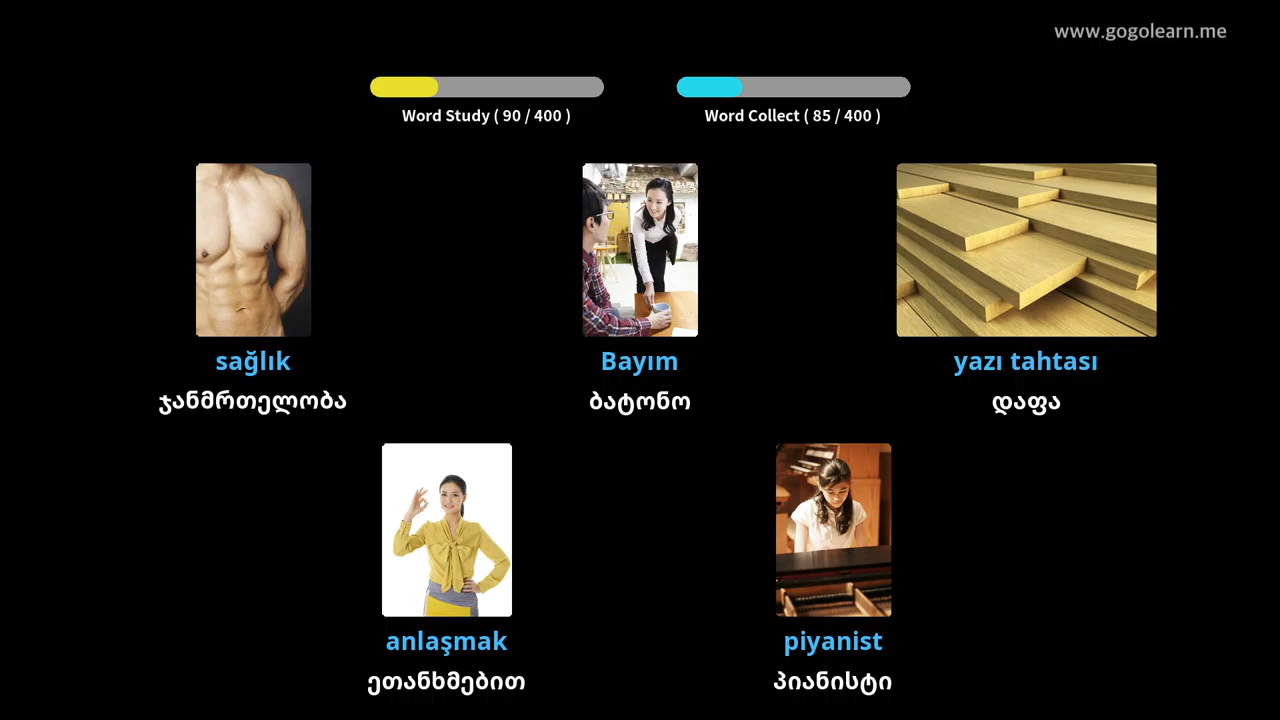 www.gogolearn.me
Word Study ( 90 / 400 )
Word Collect ( 85 / 400 )
sağlık
ჯანმრთელობა
Bayım
ბატონო
yazı tahtası
დაფა
anlaşmak
ეთანხმებით
piyanist
პიანისტი